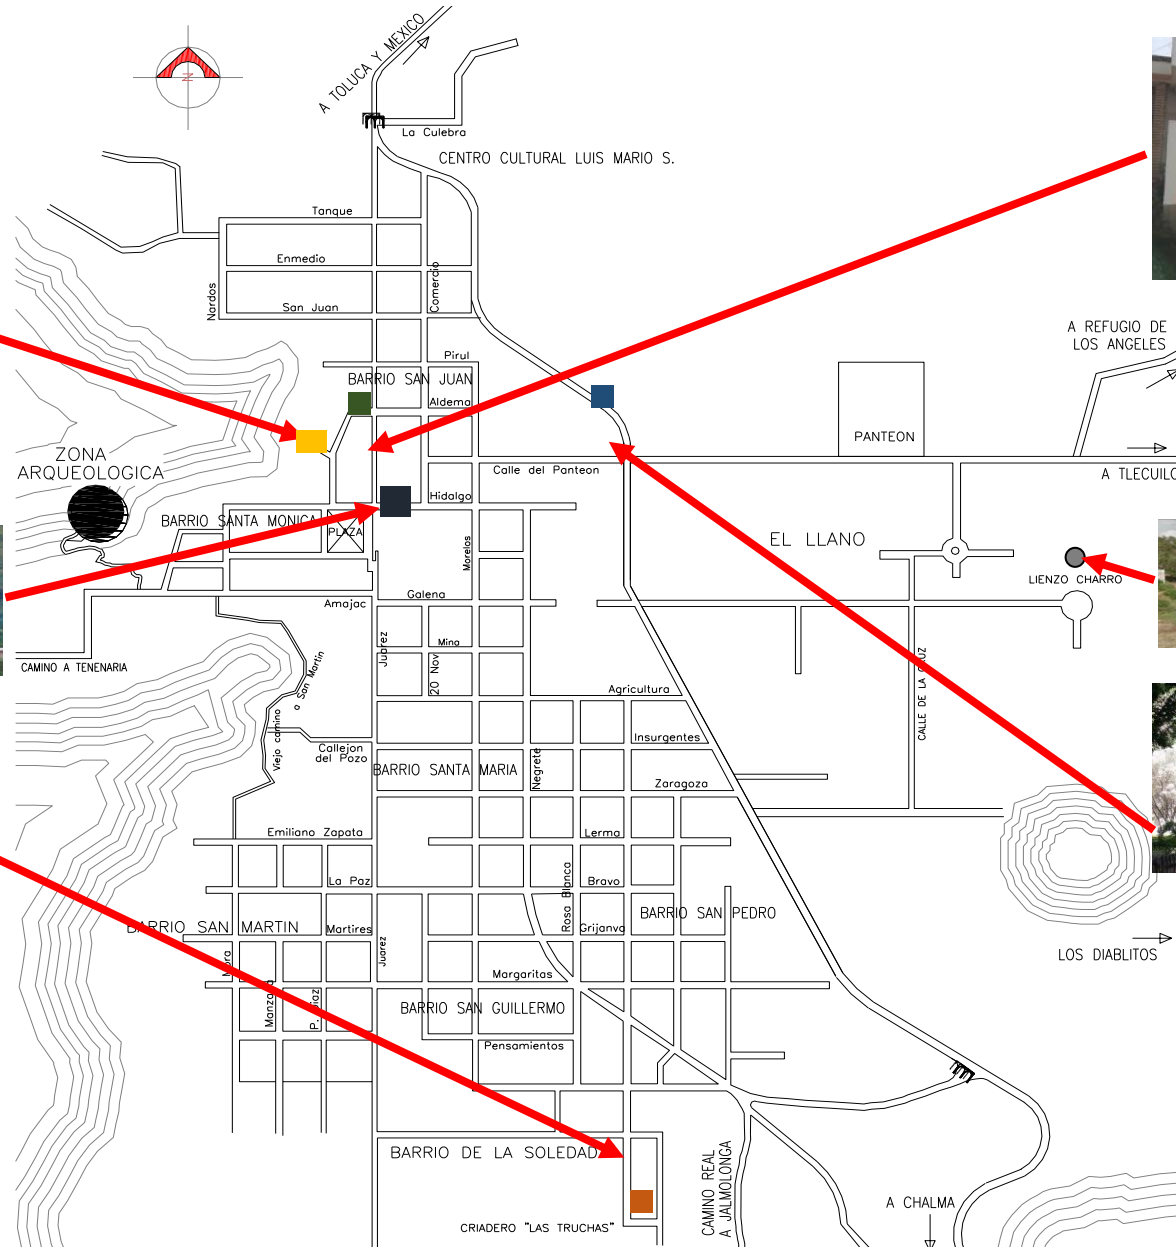 A TOLUCA Y MEXICO
N
La Culebra
CENTRO CULTURAL LUIS MARIO S.
Tanque
Enmedio
Nardos
San Juan
Comercio
A REFUGIO DE
LOS ANGELES
Pirul
BARRIO SAN JUAN
Aldema
PANTEON
ZONA
ARQUEOLOGICA
Calle del Panteon
A TLECUILO
Hidalgo
BARRIO SANTA MONICA
PLAZA
Morelos
EL LLANO
LIENZO CHARRO
Amajac
Galena
Juarez
Mina
20 Nov
CAMINO A TENENARIA
a San Martin
Viejo camino
CALLE DE LA CRUZ
Agricultura
Insurgentes
Callejon
del Pozo
BARRIO SANTA MARIA
Negrete
Zaragoza
Emiliano Zapata
Lerma
La Paz
Rosa Blanca
Bravo
BARRIO SAN PEDRO
BARRIO SAN MARTIN
Martires
Grijanva
Juarez
Mora
LOS DIABLITOS
Margaritas
Manzana
P. Diaz
BARRIO SAN GUILLERMO
Pensamientos
BARRIO DE LA SOLEDAD
CAMINO REAL
A JALMOLONGA
A CHALMA
CRIADERO "LAS TRUCHAS"